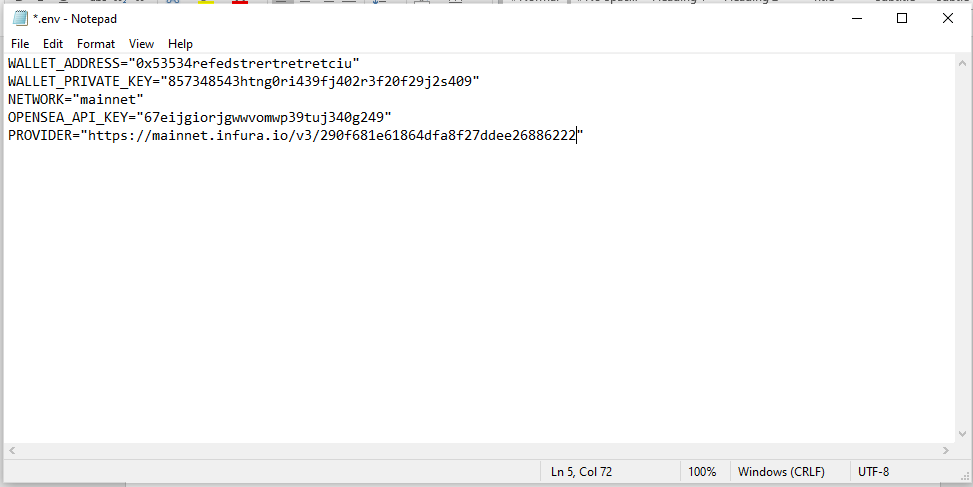 *.env - Notepad
File Edit Format View Help
WALLET_ADDRESS="0x53534refedstrertretretciu"
WALLET_PRIVATE_KEY="857348543htng0ri439fj402r3f20f29j2s409"
NETWORK="mainnet"
OPENSEA_API_KEY="67eijgiorjgwwvomwp39tuj340g249"
PROVIDER="https://mainnet.infura.io/v3/290f681e61864dfa8f27ddee26886222"
Ln 5, Col 72 100% Windows (CRLF) UTF-8